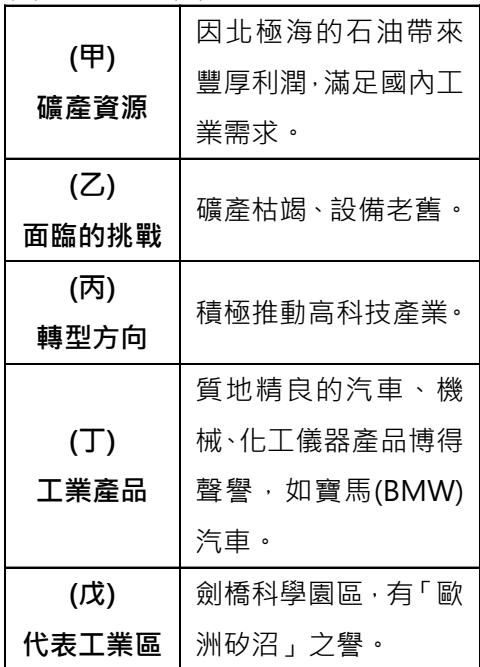 (甲)
礦產資源
因北極海的石油帶來
豐厚利潤,滿足國內工
業需求。
(乙)
面臨的挑戰
礦產枯竭、設備老舊。
(丙)
轉型方向
積極推動高科技產業。
(丁)
工業產品
質地精良的汽車、機
械、化工儀器產品博得
聲譽,如寶馬(BMW)
汽車。
(戊)
代表工業區
劍橋科學園區,有「歐
洲矽沼」之譽。